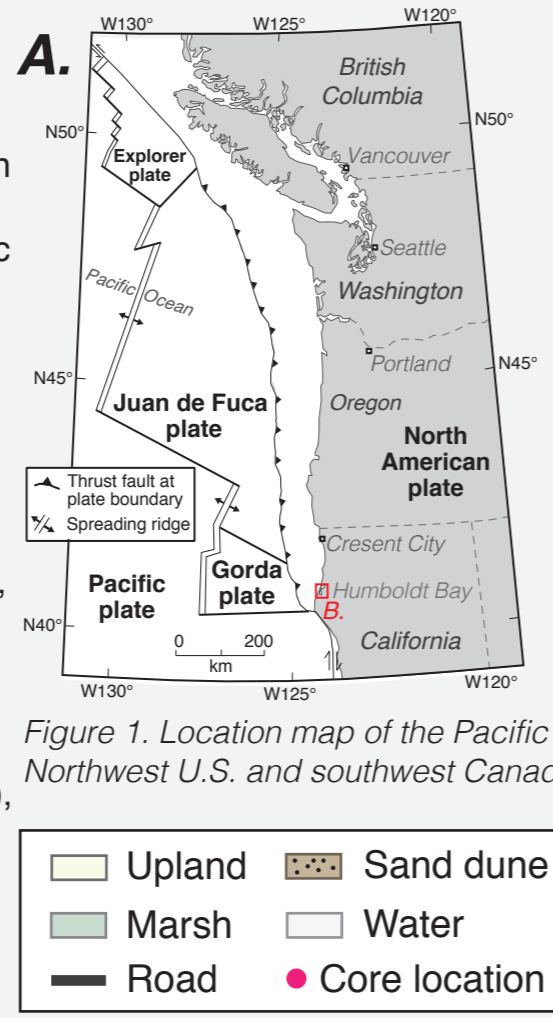 A.
W130°
W125°
W120°
British
Columbia
N50°
N50°
Explorer
plate
Vancouver
Seattle
Pacific Ocean
Washington
Portland
N45°
N45°
Juan de Fuca
plate
Oregon
North
American
plate
Thrust fault at
plate boundary
Spreading ridge
Cresent City
Pacific
plate
Gorda
plate
Humboldt Bay
B.
N40°
0 200
km
California
W130°
W125°
W120°
Figure 1. Location map of the Pacific
Northwest U.S. and southwest Canad
Upland
Sand dune
Marsh
Water
Road
Core location